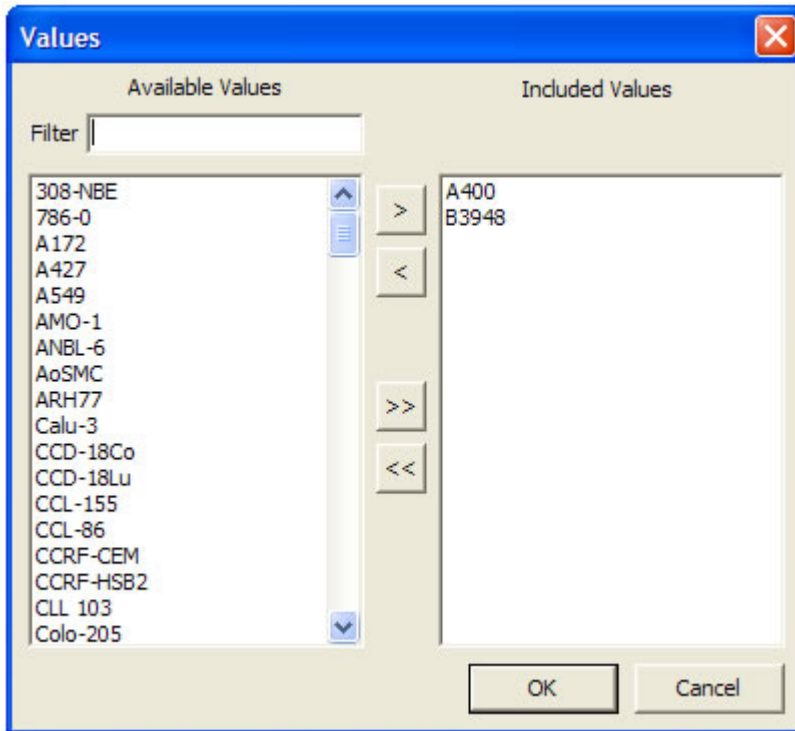 Values
Available Values
Included Values
Filter
308-NBE
786-0
A172
A427
A549
AMO-1
ANBL-6
AoSMC
ARH77
Calu-3
CCD-18Co
CCD-18Lu
CCL-155
CCL-86
CCRF-CEM
CCRF-HSB2
CLL 103
Colo-205
>
<
>>
<<
A400
B3948
OK
Cancel